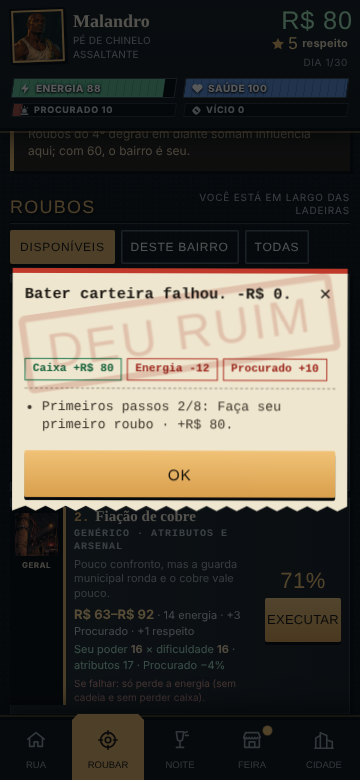 Malandro
PÉ DE CHINELO
ASSALTANTE
R$ 80
5 respeito
DIA 1/30
ENERGIA 88
SAÚDE 100
PROCURADO 10
VÍCIO 0
Roubos do 4º degrau em diante somam influência
aqui; com 60, o bairro é seu.
ROUBOS
VOCÊ ESTÁ EM LARGO DAS
LADEIRAS
DISPONÍVEIS
DESTE BAIRRO
TODAS
Bater carteira falhou. -R$ 0.
×
DEU RUIM
Caixa +R$ 80
Energia -12
Procurado +10
• Primeiros passos 2/8: Faça seu
primeiro roubo · +R$ 80.
OK
2. Fiação de cobre
GENÉRICO · ATRIBUTOS E
ARSENAL
GERAL
Pouco confronto, mas a guarda
municipal ronda e o cobre vale
pouco.
R$ 63–R$ 92 · 14 energia · +3
Procurado · +1 respeito
Seu poder 16 × dificuldade 16 ·
atributos 17 · Procurado −4%
Se falhar: só perde a energia (sem
cadeia e sem perder caixa).
71%
EXECUTAR
RUA
ROUBAR
NOITE
FEIRA
CIDADE